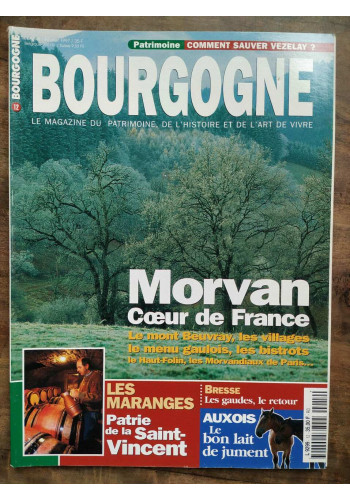 Patrimoine COMMENT SAUVER VEZELAY ?
BOURGOGNE
12
BOURGOGNE
LE MAGAZINE DU PATRIMOINE, DE L'HISTOIRE ET DE L'ART DE VIVRE
Morvan
Cœur de France
Le mont Beuvray, les villages
le menu gaulois, les bistrots
le Haut-Folin, les Morvandiaux de Paris...
LES
MARANGES
Patrie
de la Saint-
Vincent
BRESSE
Les gaudes, le retour
AUXOIS
Le
bon lait
de jument